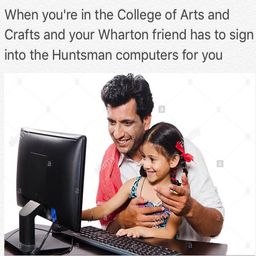 When you're in the College of Arts and
Crafts and your Wharton friend has to sign
into the Huntsman computers for you